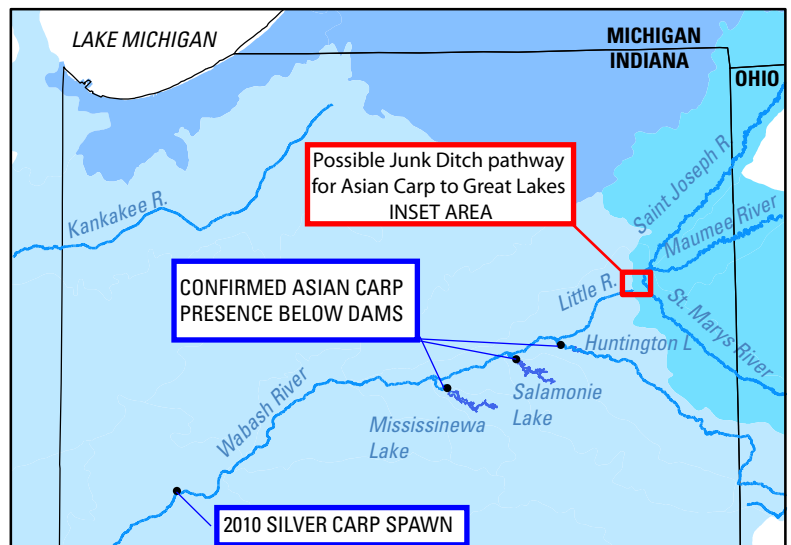 LAKE MICHIGAN
MICHIGAN
INDIANA
OHIO
Possible Junk Ditch pathway
for Asian Carp to Great Lakes
INSET AREA
Saint Joseph R
Maumee River
Kankakee R.
CONFIRMED ASIAN CARP
PRESENCE BELOW DAMS
Little R.
St. Marys River
Huntington L
Salamonie
Lake
Wabash River
Mississinewa
Lake
2010 SILVER CARP SPAWN